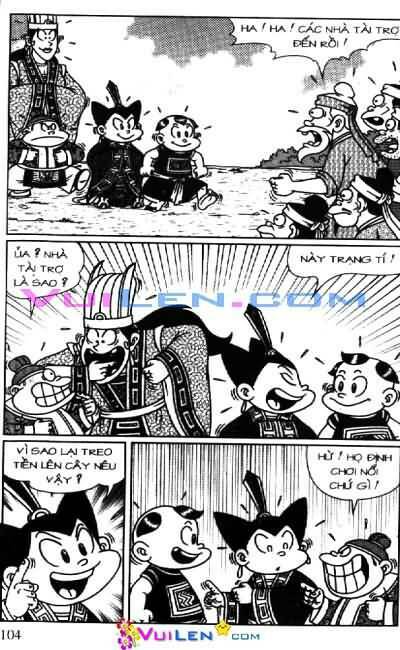 HA! HA! CÁC NHÀ TÀI TRỢ
ĐẾN RỒI!
ỦA? NHÀ
TÀI TRỢ
LÀ SAO?
NÀY TRẠNG TÍ!
VUILEN.COM
VÌ SAO LẠI TREO
TIỀN LÊN CÂY NÊU
VẬY?
HỪ! HỌ ĐỊNH
CHƠI NỔI
CHỨ GÌ!
104
VUILEN.COM